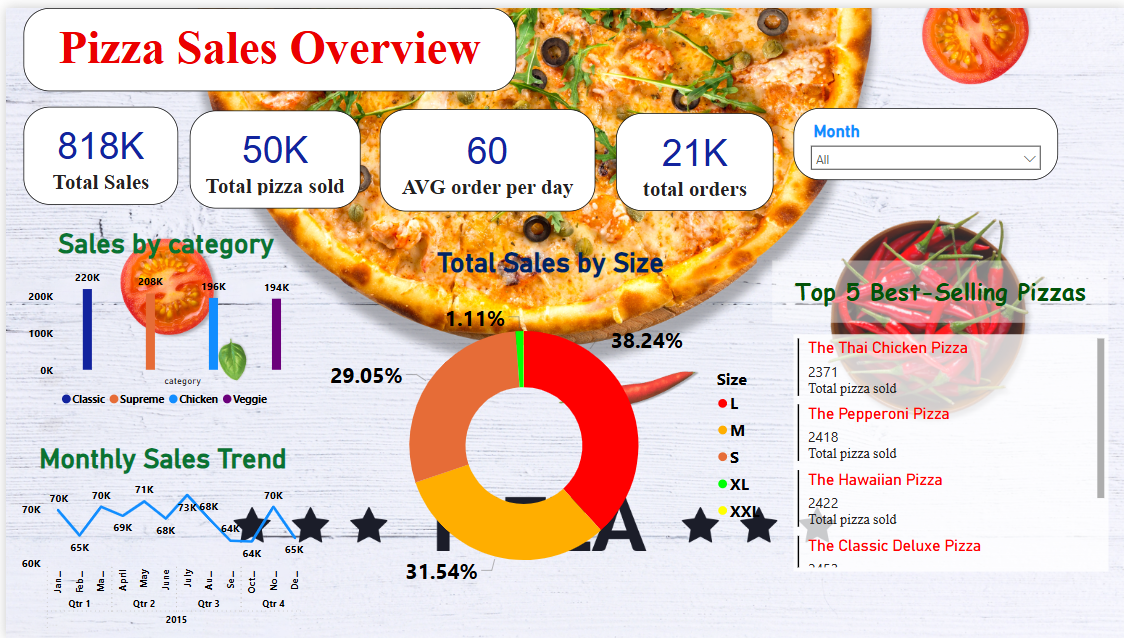 Pizza Sales Overview
818K
Total Sales
50K
Total pizza sold
60
AVG order per day
21K
total orders
Month
All
Sales by category
220K
208K
196K
194K
200K
100K
0K
category
Classic Supreme Chicken Veggie
Total Sales by Size
1.11%
38.24%
29.05%
31.54%
Size
L
M
S
XL
XXL
Top 5 Best-Selling Pizzas
The Thai Chicken Pizza
2371
Total pizza sold
The Pepperoni Pizza
2418
Total pizza sold
The Hawaiian Pizza
2422
Total pizza sold
The Classic Deluxe Pizza
Monthly Sales Trend
70K
60K
70K
65K
70K
69K
71K
68K
73K
68K
64K
64K
70K
65K
Jan... Feb... Ma... April May June July Au... Se... Oct... No... De...
Qtr 1 Qtr 2 Qtr 3 Qtr 4
2015